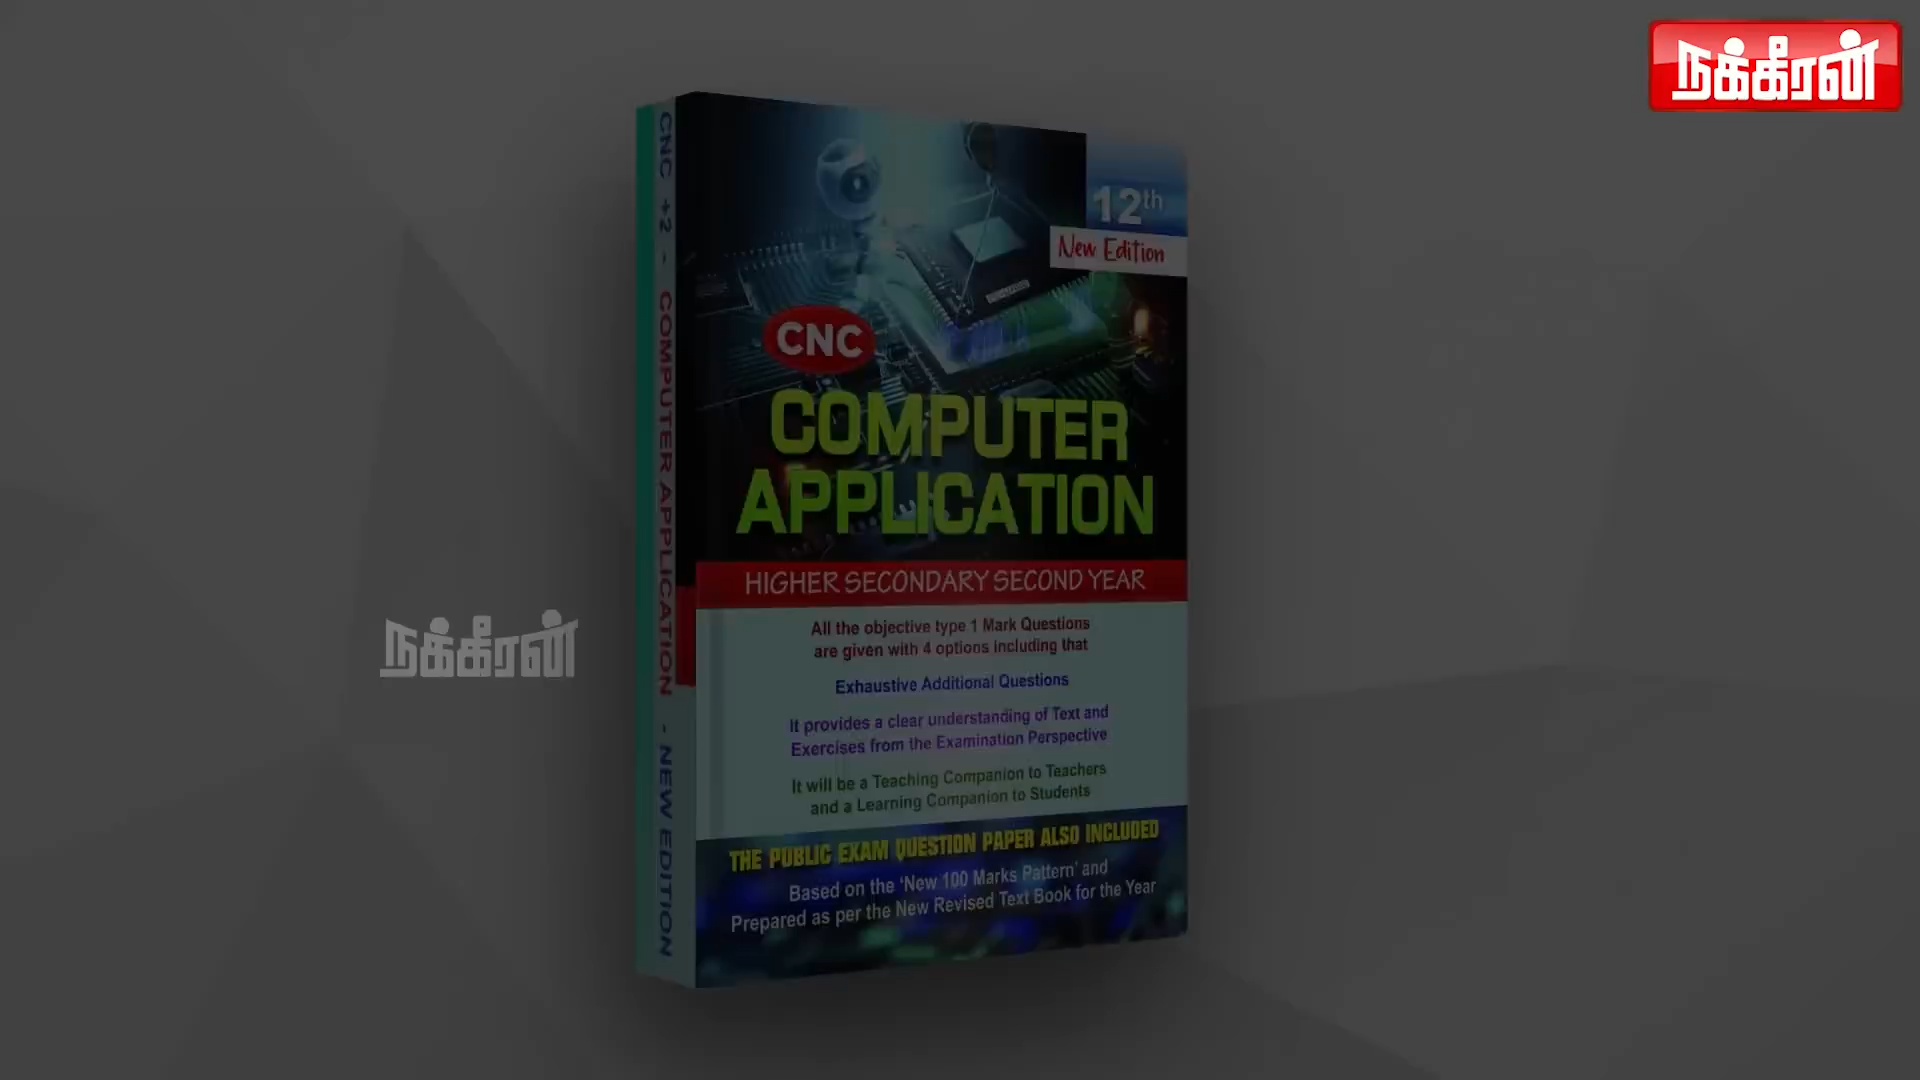 நக்கீரன்
12th
New Edition
CNC
COMPUTER
APPLICATION
HIGHER SECONDARY SECOND YEAR
All the objective type 1 Mark Questions
are given with 4 options including that
Exhaustive Additional Questions
It provides a clear understanding of Text and
Exercises from the Examination Perspective
It will be a Teaching Companion to Teachers
and a Learning Companion to Students
THE PUBLIC EXAM QUESTION PAPER ALSO INCLUDED
Based on the ‘New 100 Marks Pattern’ and
Prepared as per the New Revised Text Book for the Year
CNC +2 - COMPUTER APPLICATION - NEW EDITION
நக்கீரன்